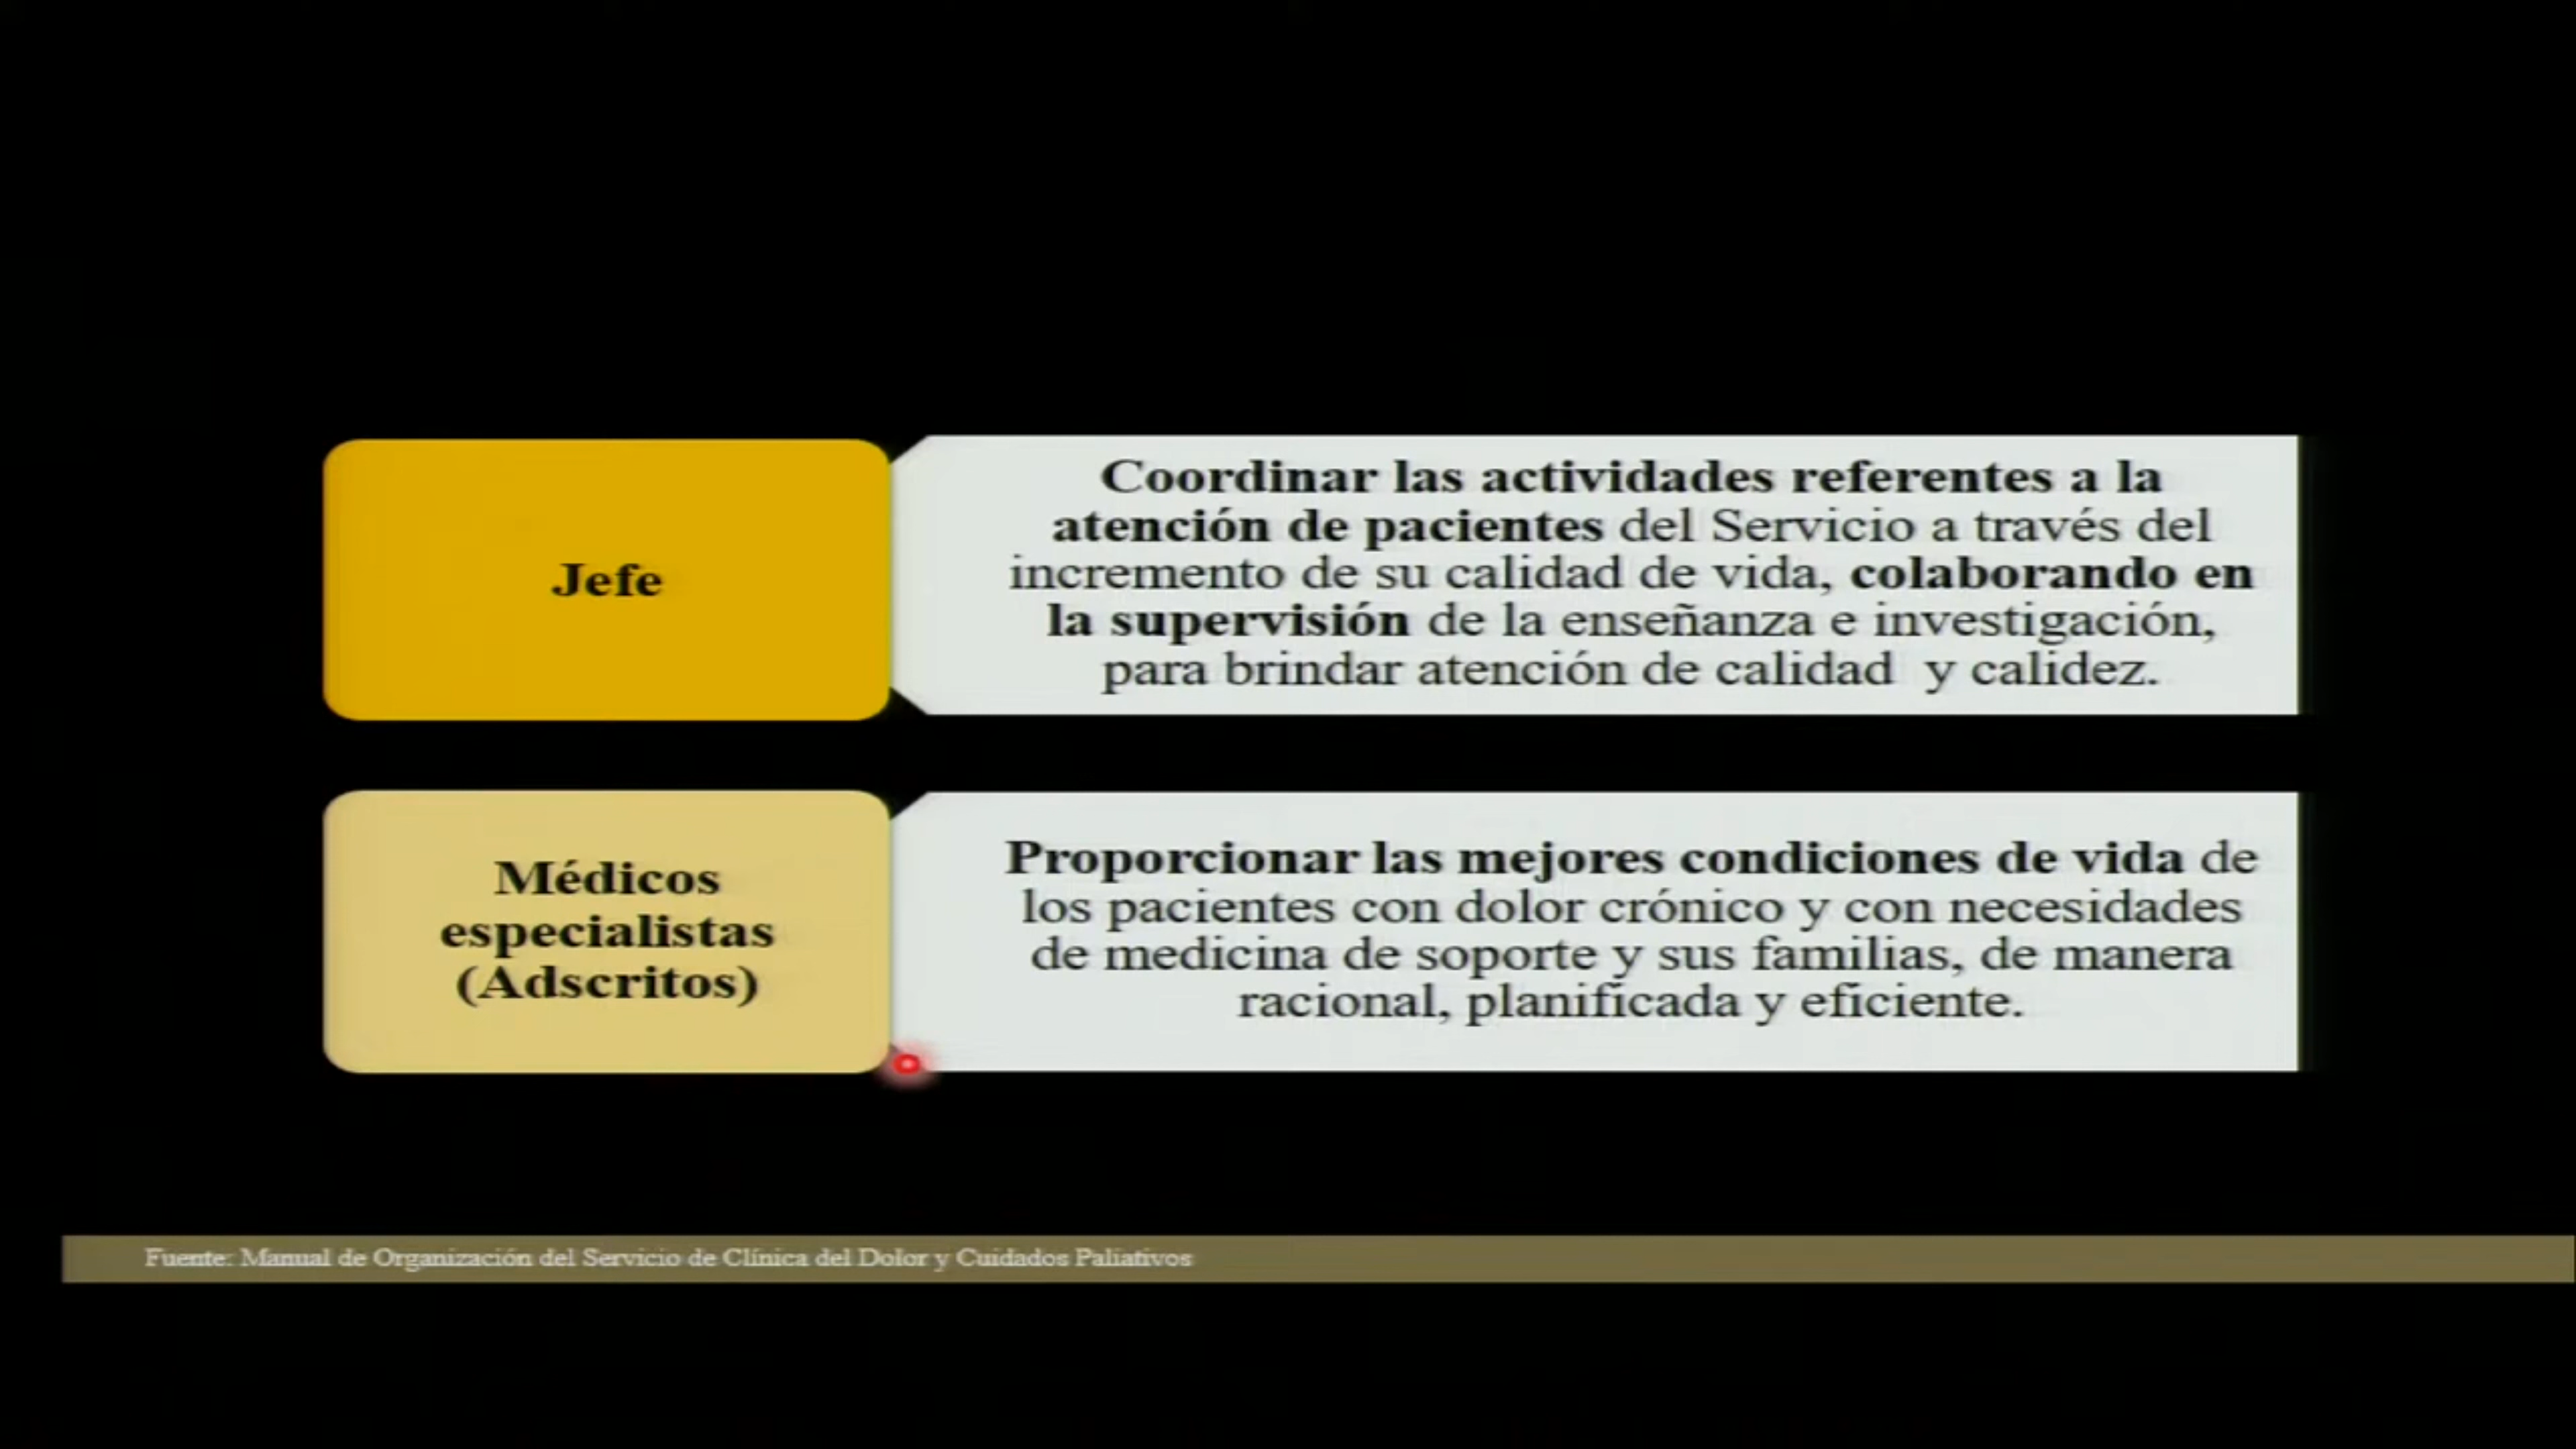 Jefe
Coordinar las actividades referentes a la
atención de pacientes del Servicio a través del
incremento de su calidad de vida, colaborando en
la supervisión de la enseñanza e investigación,
para brindar atención de calidad y calidez.
Médicos
especialistas
(Adscritos)
Proporcionar las mejores condiciones de vida de
los pacientes con dolor crónico y con necesidades
de medicina de soporte y sus familias, de manera
racional, planificada y eficiente.
Fuente: Manual de Organización del Servicio de Clínica del Dolor y Cuidados Paliativos